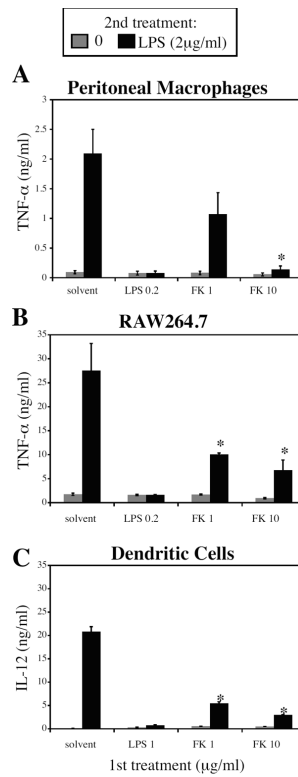 2nd treatment:
0 LPS (2µg/ml)
A
Peritoneal Macrophages
TNF-α (ng/ml)
3
2.5
2
1.5
1
0.5
0
*
solvent LPS 0.2 FK 1 FK 10
B
RAW264.7
TNF-α (ng/ml)
35
30
25
20
15
10
5
0
* *
solvent LPS 0.2 FK 1 FK 10
C
Dendritic Cells
IL-12 (ng/ml)
35
30
25
20
15
10
5
0
* *
solvent LPS 1 FK 1 FK 10
1st treatment (µg/ml)